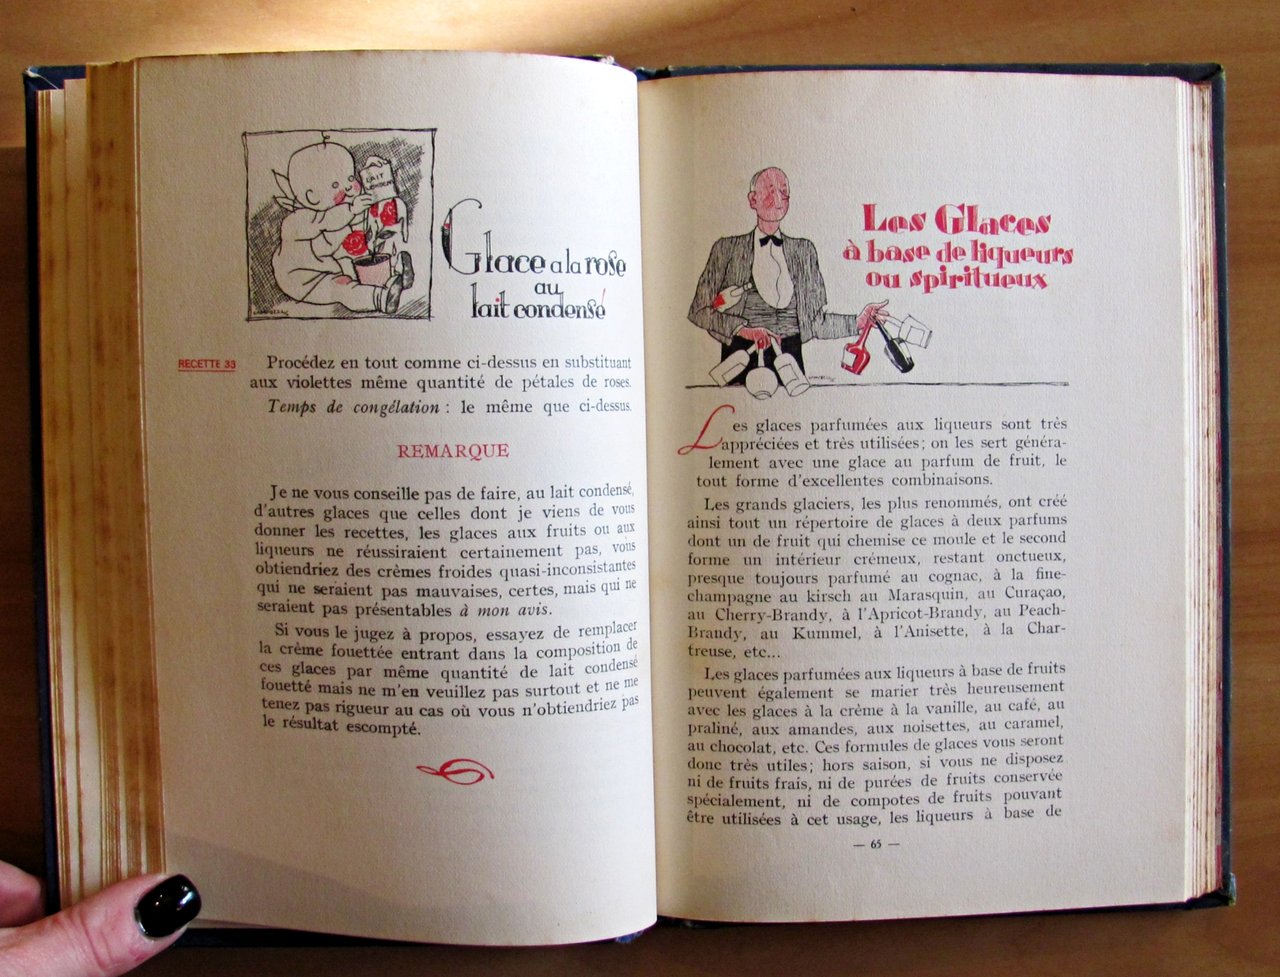 LAIT
Glace a la rose
au
lait condensé
RECETTE 33
Procédez en tout comme ci-dessus en substituant
aux violettes même quantité de pétales de roses.
Temps de congélation : le même que ci-dessus.
REMARQUE
Je ne vous conseille pas de faire, au lait condensé,
d'autres glaces que celles dont je viens de vous
donner les recettes, les glaces aux fruits ou aux
liqueurs ne réussiraient certainement pas, vous
obtiendriez des crèmes froides quasi-inconsistantes
qui ne seraient pas mauvaises, certes, mais qui ne
seraient pas présentables à mon avis.
Si vous le jugez à propos, essayez de remplacer
la crème fouettée entrant dans la composition de
ces glaces par même quantité de lait condensé
fouetté mais ne m'en veuillez pas surtout et ne me
tenez pas rigueur au cas où vous n'obtiendriez pas
le résultat escompté.
Les Glaces
à base de liqueurs
ou spiritueux
Les glaces parfumées aux liqueurs sont très
appréciées et très utilisées; on les sert généra-
lement avec une glace au parfum de fruit, le
tout forme d'excellentes combinaisons.
Les grands glaciers, les plus renommés, ont créé
ainsi tout un répertoire de glaces à deux parfums
dont un de fruit qui chemise ce moule et le second
forme un intérieur crémeux, restant onctueux,
presque toujours parfumé au cognac, à la fine-
champagne au kirsch au Marasquin, au Curaçao,
au Cherry-Brandy, à l'Apricot-Brandy, au Peach-
Brandy, au Kummel, à l'Anisette, à la Char-
treuse, etc...
Les glaces parfumées aux liqueurs à base de fruits
peuvent également se marier très heureusement
avec les glaces à la crème à la vanille, au café, au
praliné, aux amandes, aux noisettes, au caramel,
au chocolat, etc. Ces formules de glaces vous seront
donc très utiles; hors saison, si vous ne disposez
ni de fruits frais, ni de purées de fruits conservée
spécialement, ni de compotes de fruits pouvant
être utilisées à cet usage, les liqueurs à base de
— 65 —